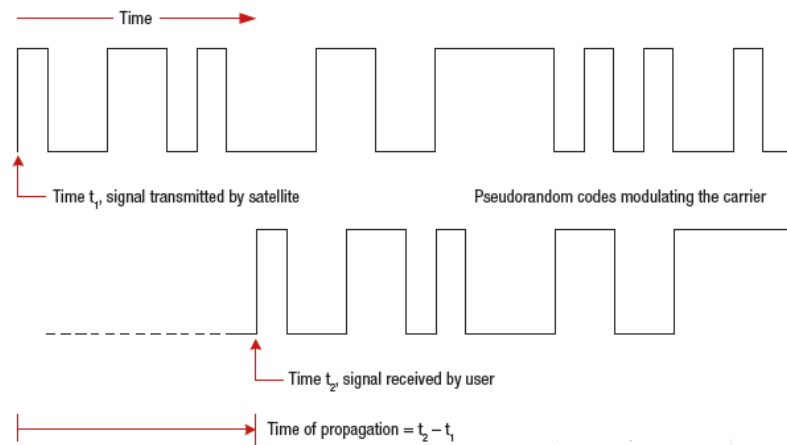 Time
Time t₁, signal transmitted by satellite
Pseudorandom codes modulating the carrier
Time t₂, signal received by user
Time of propagation = t₂ – t₁